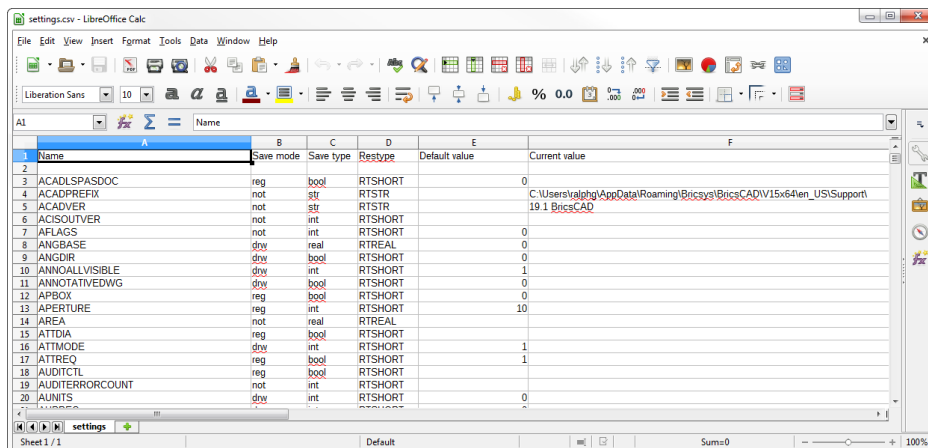 settings.csv - LibreOffice Calc
File Edit View Insert Format Tools Data Window Help
Liberation Sans 10 a a a a % 0.0
A1 Name
A B C D E F
1 Name Save mode Save type Restype Default value Current value
2
3 ACADLSPASDOC reg bool RTSHORT 0
4 ACADPREFIX not str RTSTR C:\Users\alphg\AppData\Roaming\Bricsys\BricsCAD\V15x64\en_US\Support\
5 ACADVER not str RTSTR 19.1 BricsCAD
6 ACISOUTVER not int RTSHORT
7 AFLAGS not int RTSHORT 0
8 ANGBASE drw real RTREAL 0
9 ANGDIR drw bool RTSHORT 0
10 ANNOALLVISIBLE drw int RTSHORT 1
11 ANNOTATIVEDWG drw bool RTSHORT 0
12 APBOX reg bool RTSHORT 0
13 APERTURE reg int RTSHORT 10
14 AREA not real RTREAL
15 ATTDIA reg bool RTSHORT
16 ATTMODE drw int RTSHORT 1
17 ATTREQ reg bool RTSHORT 1
18 AUDITCTL reg bool RTSHORT
19 AUDITERRORCOUNT not int RTSHORT
20 AUNITS drw int RTSHORT 0
settings
Sheet 1 / 1 Default Sum=0 100%